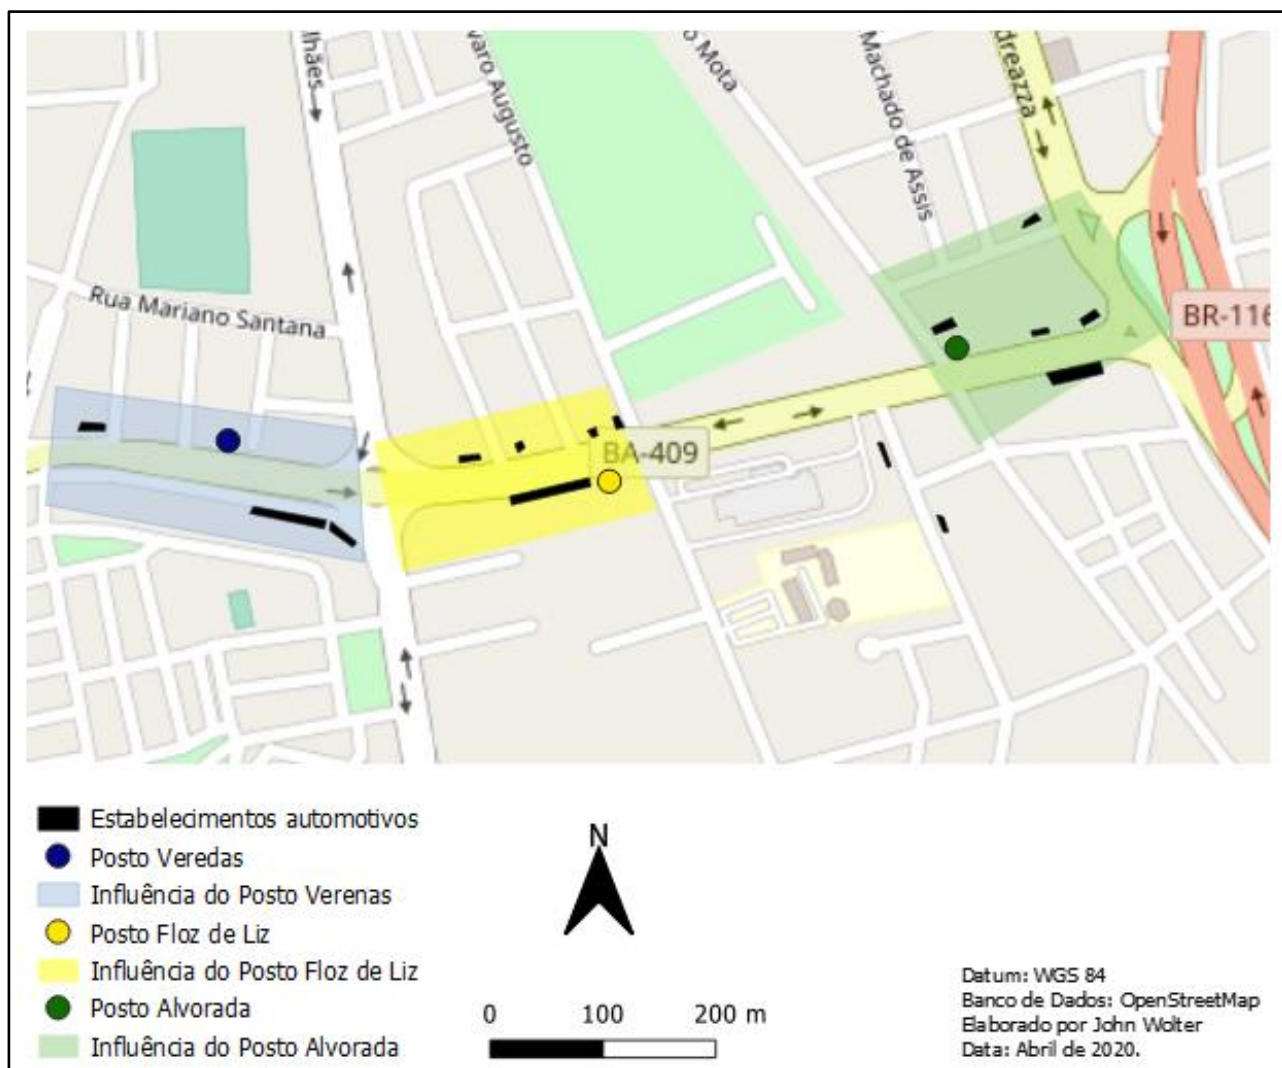 lhães
varo Augusto
o Mota
Machado de Assis
dreazza
Rua Mariano Santana
BR-116
BA-409
Estabelecimentos automotivos
Posto Veredas
Influência do Posto Verenas
Posto Floz de Liz
Influência do Posto Floz de Liz
Posto Alvorada
Influência do Posto Alvorada
N
0 100 200 m
Datum: WGS 84
Banco de Dados: OpenStreetMap
Elaborado por John Wolter
Data: Abril de 2020.